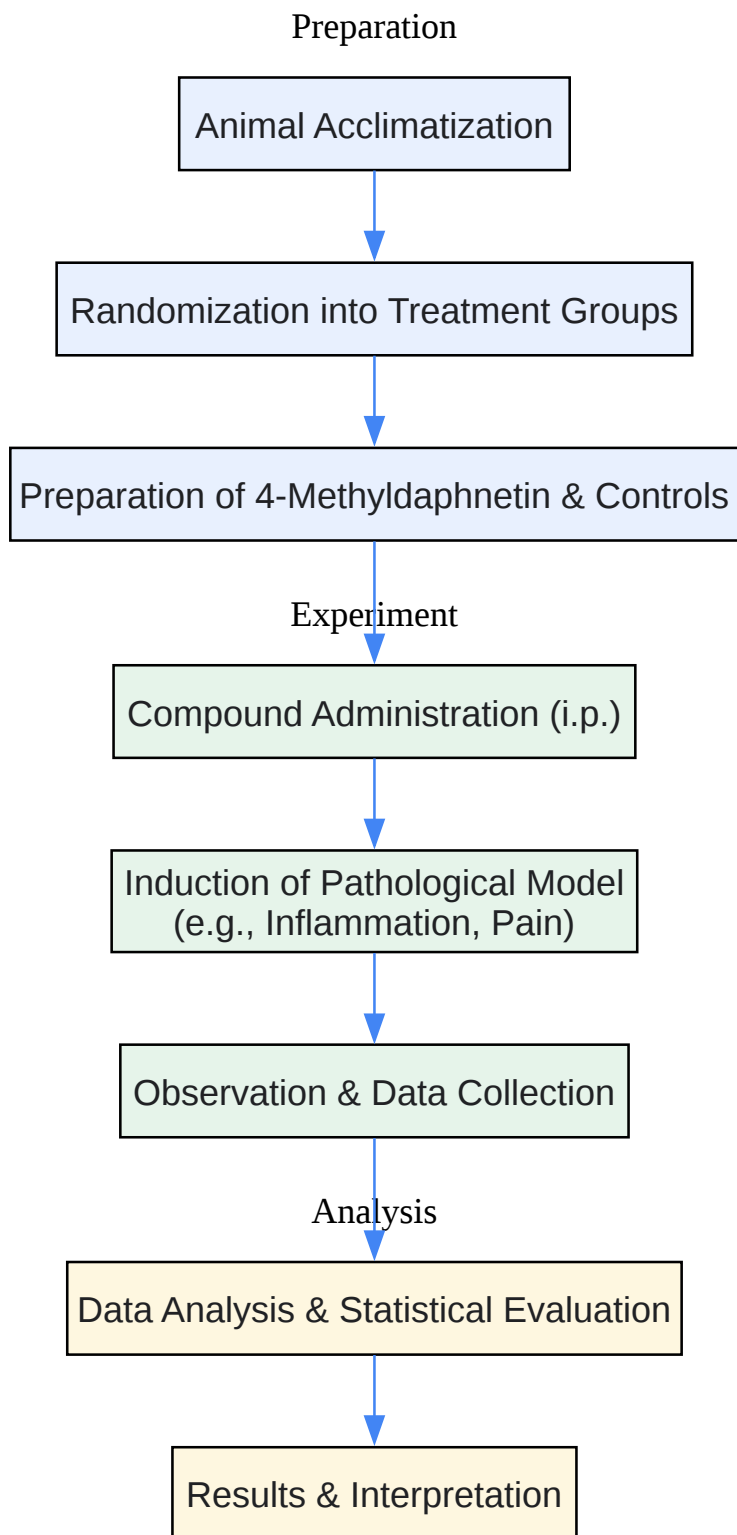 Preparation
Animal Acclimatization
Randomization into Treatment Groups
Preparation of 4-Methyldaphnetin & Controls
Experiment
Compound Administration (i.p.)
Induction of Pathological Model
(e.g., Inflammation, Pain)
Observation & Data Collection
Analysis
Data Analysis & Statistical Evaluation
Results & Interpretation